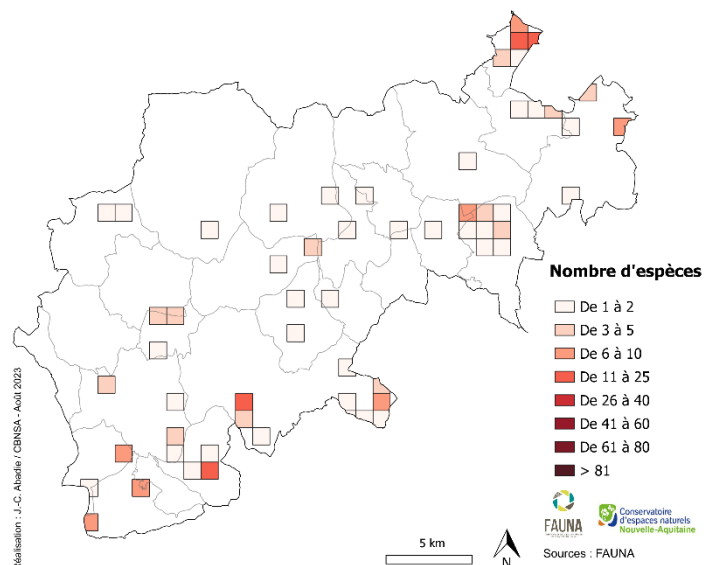 Nombre d'espèces
De 1 à 2
De 3 à 5
De 6 à 10
De 11 à 25
De 26 à 40
De 41 à 60
De 61 à 80
> 81
Réalisation : J.-C. Abadie / CBNSA - Août 2023
5 km
N
FAUNA
Conservatoire
d'espaces naturels
Nouvelle-Aquitaine
Sources : FAUNA